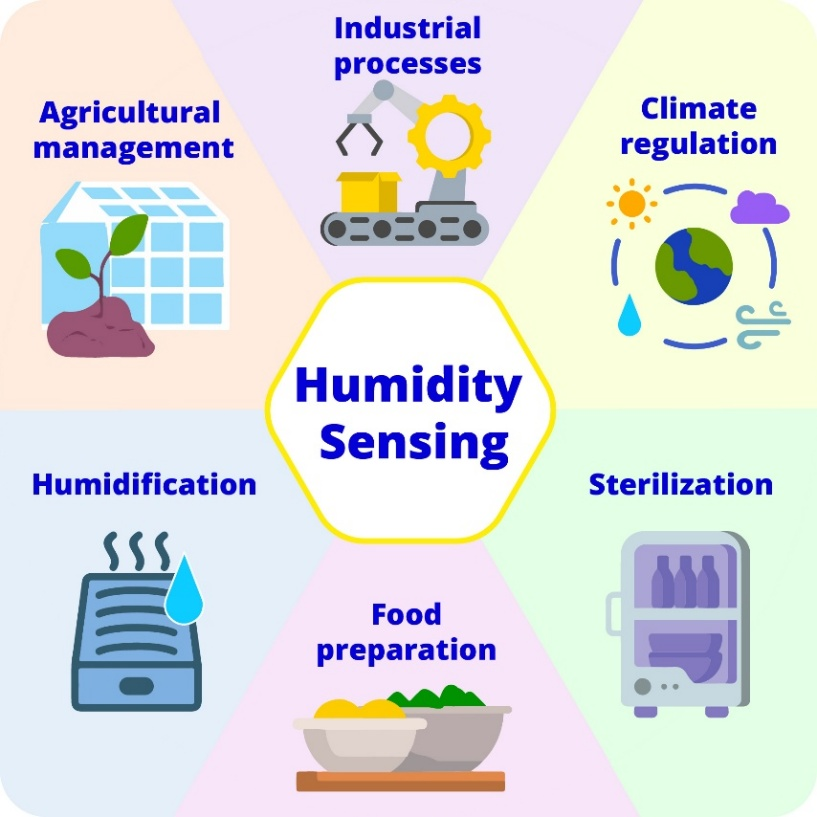 Industrial
processes
Agricultural
management
Climate
regulation
Humidity
Sensing
Humidification
Sterilization
Food
preparation